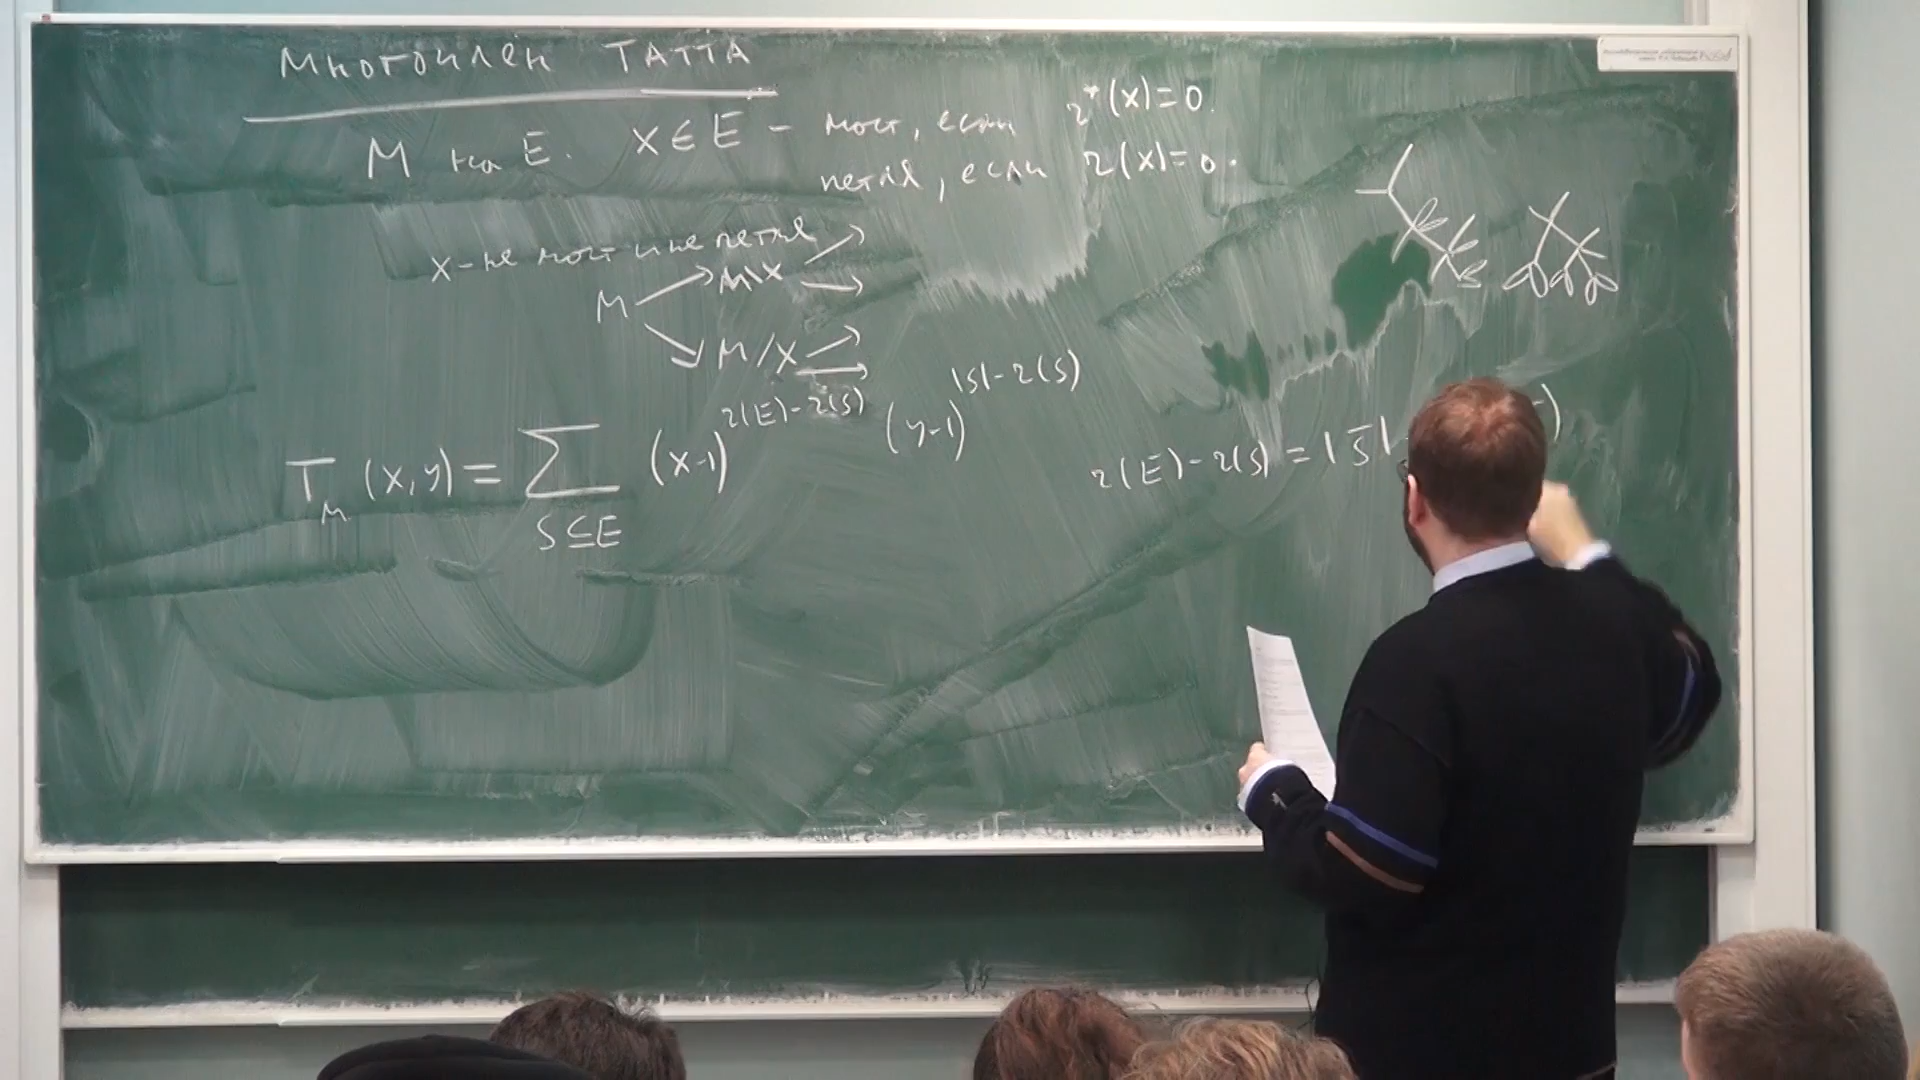 Многочлен ТАТТА
M на E. X ∈ E – мост, если r*(x)=0.
петля, если r(x)=0.
X – не мост и не петля
M → M\X
M → M/X
T_M (x,y) = ∑_{S⊆E} (x-1)^{r(E)-r(S)} (y-1)^{|S|-r(S)}
r(E)-r(S) = |S̄|